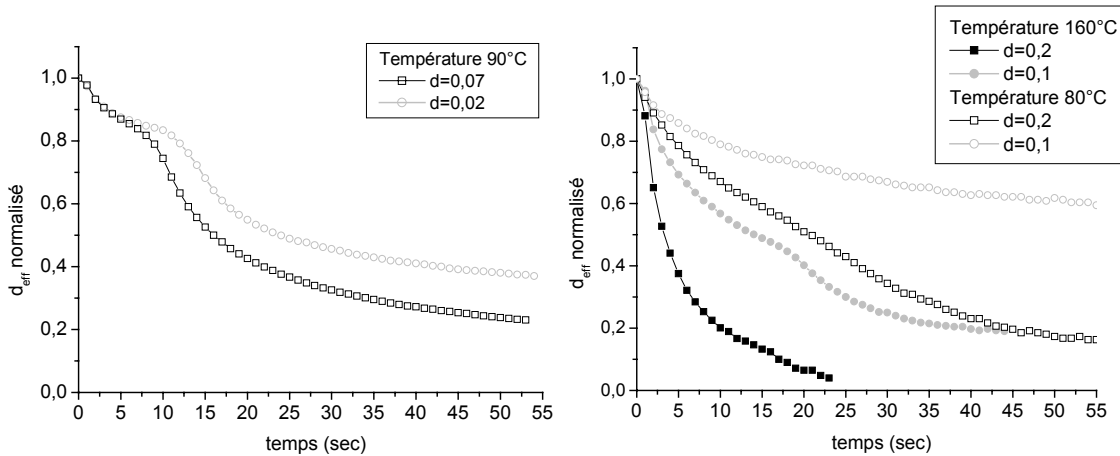 Température 90°C
d=0,07
d=0,02
1,0
0,8
0,6
0,4
0,2
0,0
d_eff normalisé
0 5 10 15 20 25 30 35 40 45 50 55
temps (sec)
Température 160°C
d=0,2
d=0,1
Température 80°C
d=0,2
d=0,1
1,0
0,8
0,6
0,4
0,2
0,0
d_eff normalisé
0 5 10 15 20 25 30 35 40 45 50 55
temps (sec)